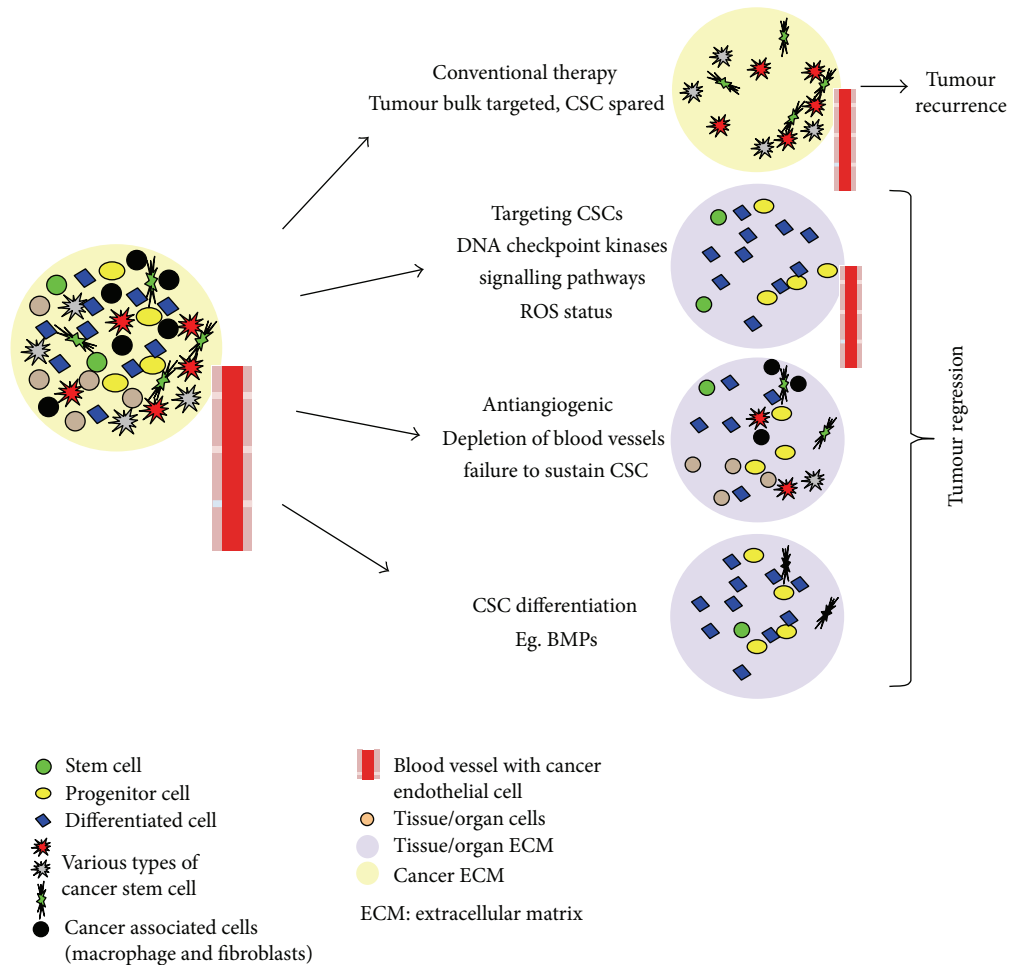 Conventional therapy
Tumour bulk targeted, CSC spared
Tumour
recurrence
Targeting CSCs
DNA checkpoint kinases
signalling pathways
ROS status
Antiangiogenic
Depletion of blood vessels
failure to sustain CSC
CSC differentiation
Eg. BMPs
Tumour regression
Stem cell
Progenitor cell
Differentiated cell
Various types of
cancer stem cell
Cancer associated cells
(macrophage and fibroblasts)
Blood vessel with cancer
endothelial cell
Tissue/organ cells
Tissue/organ ECM
Cancer ECM
ECM: extracellular matrix